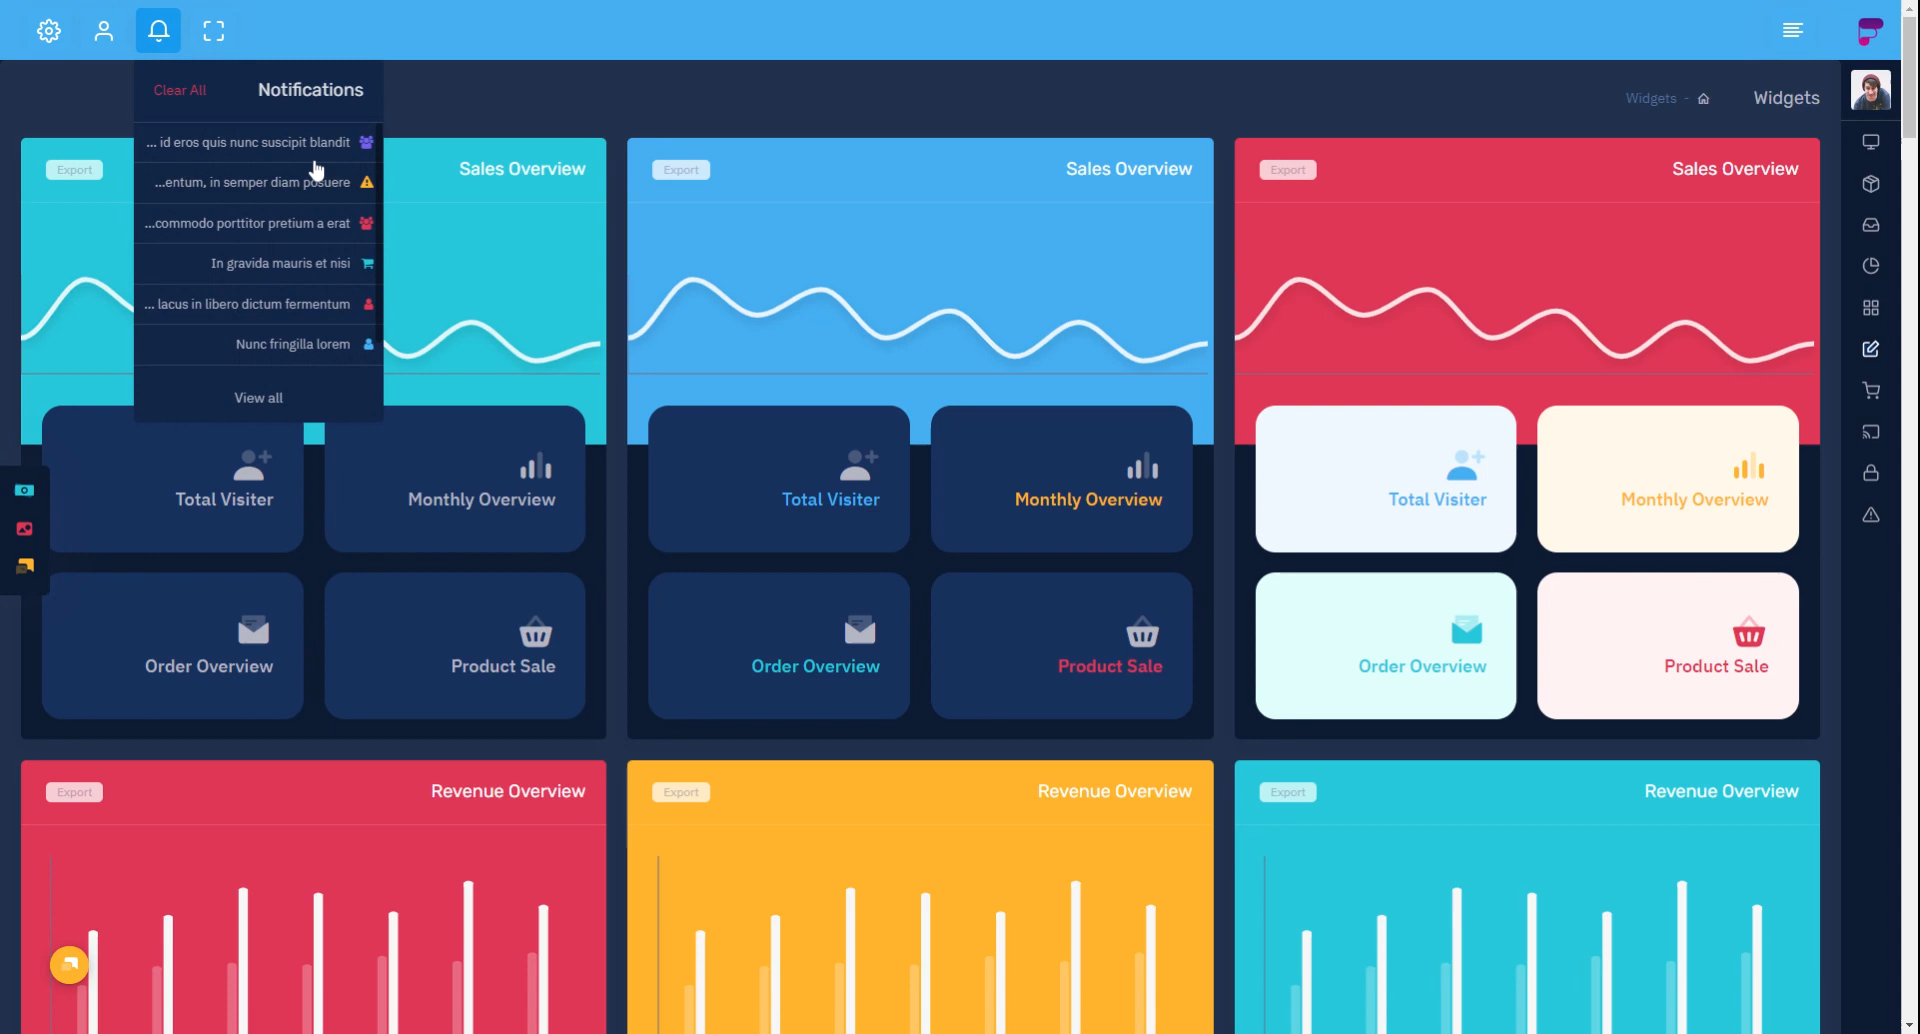 Clear All
Notifications
... id eros quis nunc suscipit blandit
...entum, in semper diam posuere
...commodo porttitor pretium a erat
In gravida mauris et nisi
... lacus in libero dictum fermentum
Nunc fringilla lorem
View all
Widgets -
Widgets
Export
Sales Overview
Total Visiter
Monthly Overview
Order Overview
Product Sale
Export
Sales Overview
Total Visiter
Monthly Overview
Order Overview
Product Sale
Export
Sales Overview
Total Visiter
Monthly Overview
Order Overview
Product Sale
Export
Revenue Overview
Export
Revenue Overview
Export
Revenue Overview